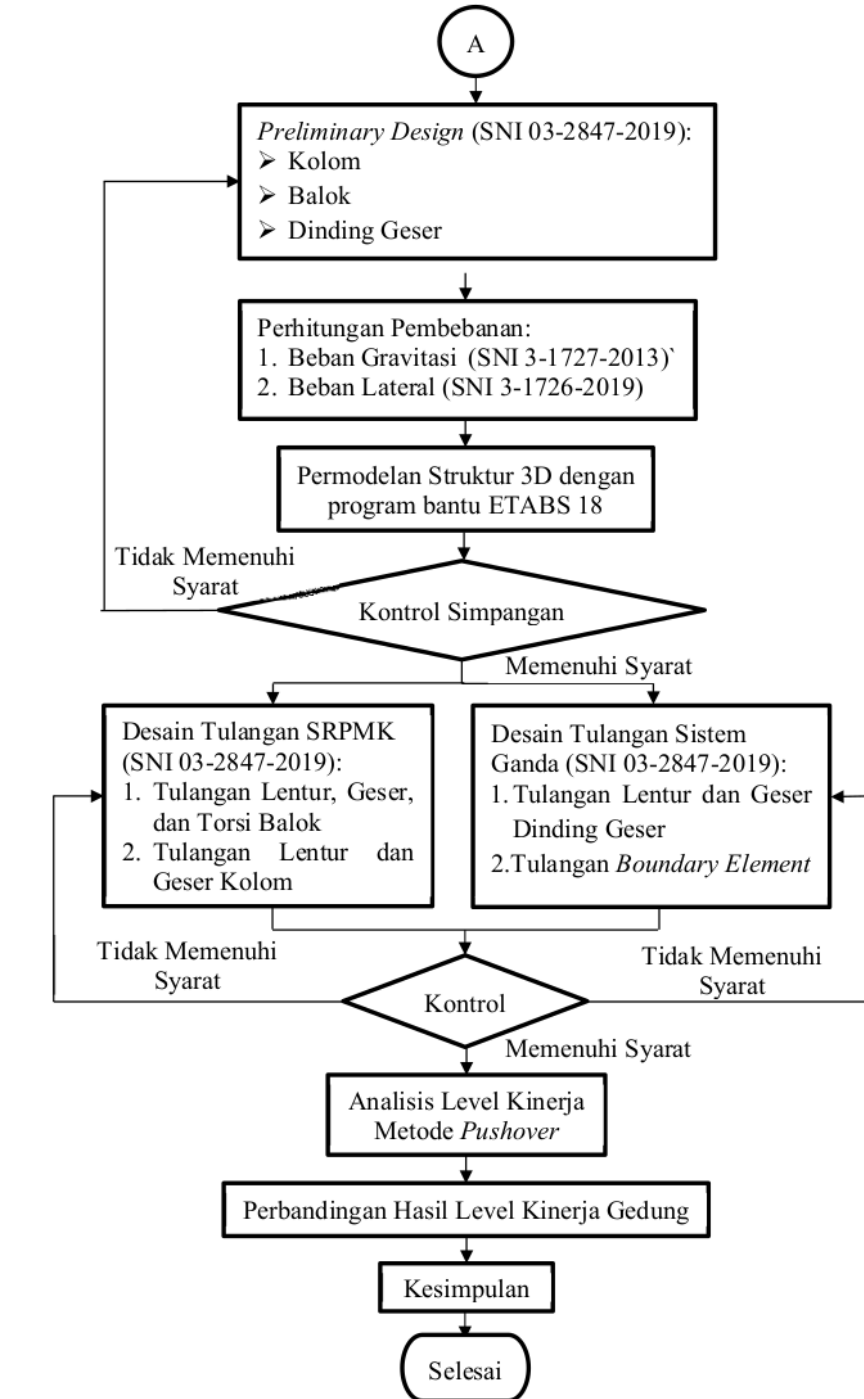 A
Preliminary Design (SNI 03-2847-2019):
➢ Kolom
➢ Balok
➢ Dinding Geser
Perhitungan Pembebanan:
1. Beban Gravitasi (SNI 3-1727-2013)`
2. Beban Lateral (SNI 3-1726-2019)
Permodelan Struktur 3D dengan
program bantu ETABS 18
Tidak Memenuhi
Syarat
Kontrol Simpangan
Memenuhi Syarat
Desain Tulangan SRPMK
(SNI 03-2847-2019):
1. Tulangan Lentur, Geser,
dan Torsi Balok
2. Tulangan Lentur dan
Geser Kolom
Desain Tulangan Sistem
Ganda (SNI 03-2847-2019):
1. Tulangan Lentur dan Geser
Dinding Geser
2.Tulangan Boundary Element
Tidak Memenuhi
Syarat
Kontrol
Tidak Memenuhi
Syarat
Memenuhi Syarat
Analisis Level Kinerja
Metode Pushover
Perbandingan Hasil Level Kinerja Gedung
Kesimpulan
Selesai